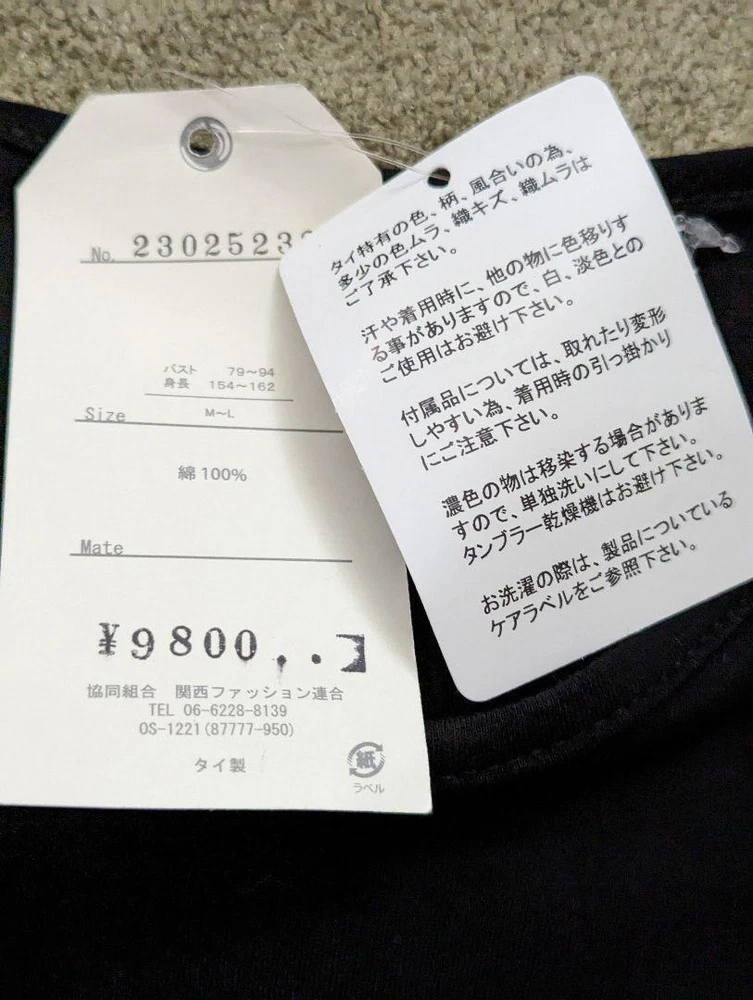 No. 2302523
バスト 79～94
身長 154～162
Size M～L
綿100%
Mate
¥9800
協同組合 関西ファッション連合
TEL 06-6228-8139
OS-1221(87777-950)
タイ製
紙
ラベル
タイ特有の色、柄、風合いの為、
多少の色ムラ、織キズ、織ムラは
ご了承下さい。
汗や着用時に、他の物に色移りす
る事がありますので、白、淡色との
ご使用はお避け下さい。
付属品については、取れたり変形
しやすい為、着用時の引っ掛かり
にご注意下さい。
濃色の物は移染する場合がありま
すので、単独洗いにして下さい。
タンブラー乾燥機はお避け下さい。
お洗濯の際は、製品についている
ケアラベルをご参照下さい。